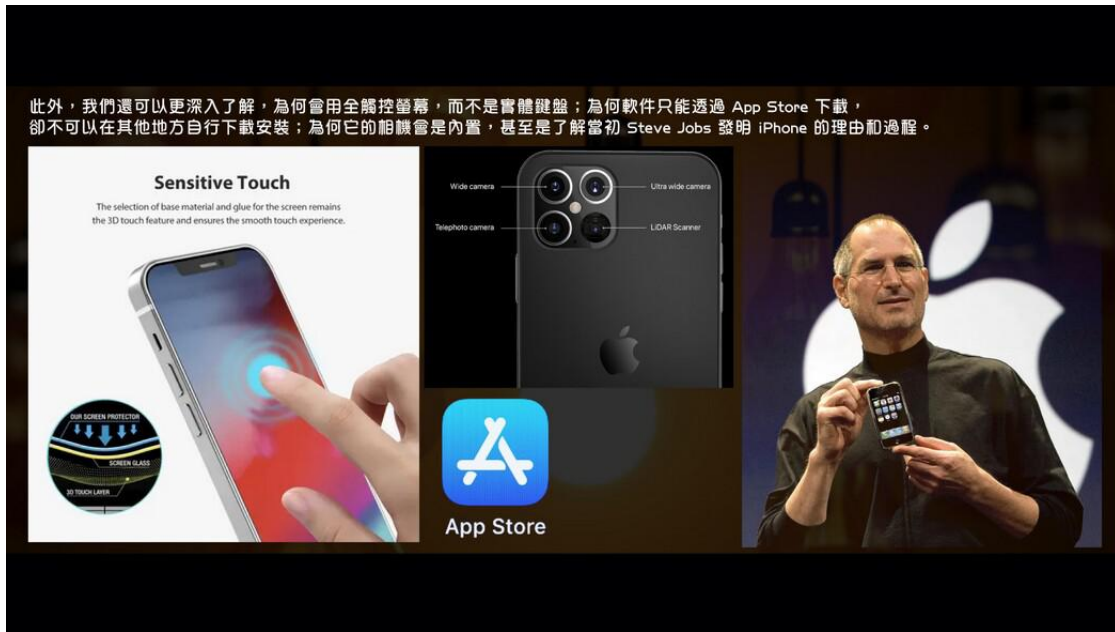 此外，我們還可以更深入了解，為何會用全觸控螢幕，而不是實體鍵盤；為何軟件只能透過 App Store 下載，
卻不可以在其他地方自行下載安裝；為何它的相機會是內置，甚至是了解當初 Steve Jobs 發明 iPhone 的理由和過程。
Sensitive Touch
The selection of base material and glue for the screen remains
the 3D touch feature and ensures the smooth touch experience.
OUR SCREEN PROTECTOR
SCREEN GLASS
3D TOUCH LAYER
Wide camera
Ultra wide camera
Telephoto camera
LiDAR Scanner
App Store